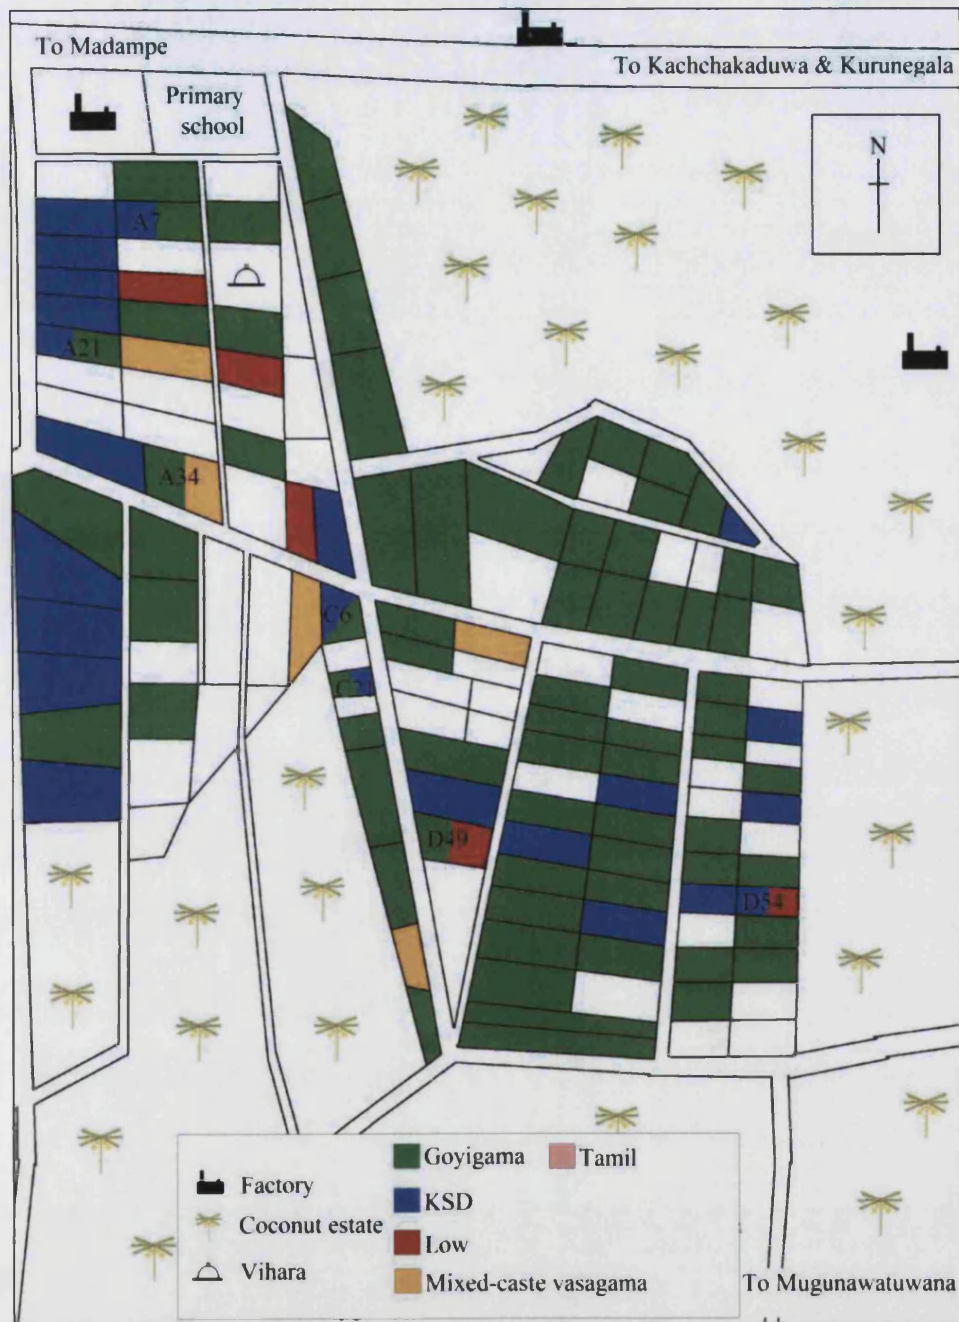 To Madampe
To Kachchakaduwa & Kurunegala
Primary
school
N
A7
A21
A34
C6
C21
D49
D54
Goyigama
Tamil
Factory
KSD
Coconut estate
Low
Vihara
Mixed-caste vasagama
To Mugunawatuwana